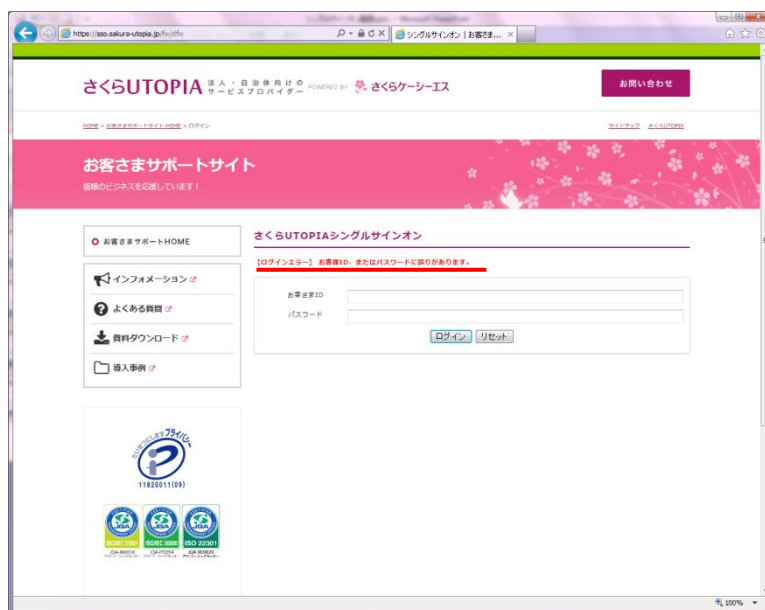 https://sso.sakura-utopia.jp/fw/dfw
シングルサインオン | お客さま...
さくらUTOPIA 法人・自治体向けの
サービスプロバイダー
POWERED BY さくらケーシーエス
お問い合わせ
HOME > お客さまサポートサイト HOME > ログイン
サイトマップ さくらUTOPIA
お客さまサポートサイト
皆様のビジネスを応援しています！
お客さまサポートHOME
さくらUTOPIAシングルサインオン
【ログインエラー】 お客様ID、またはパスワードに誤りがあります。
お客さまID
パスワード
ログイン リセット
インフォメーション
よくある質問
資料ダウンロード
導入事例
たいせつにしますプライバシー
11820011(09)
JQA JQA JQA
ISO/IEC 27001 ISO/IEC 20000 ISO 22301
100%